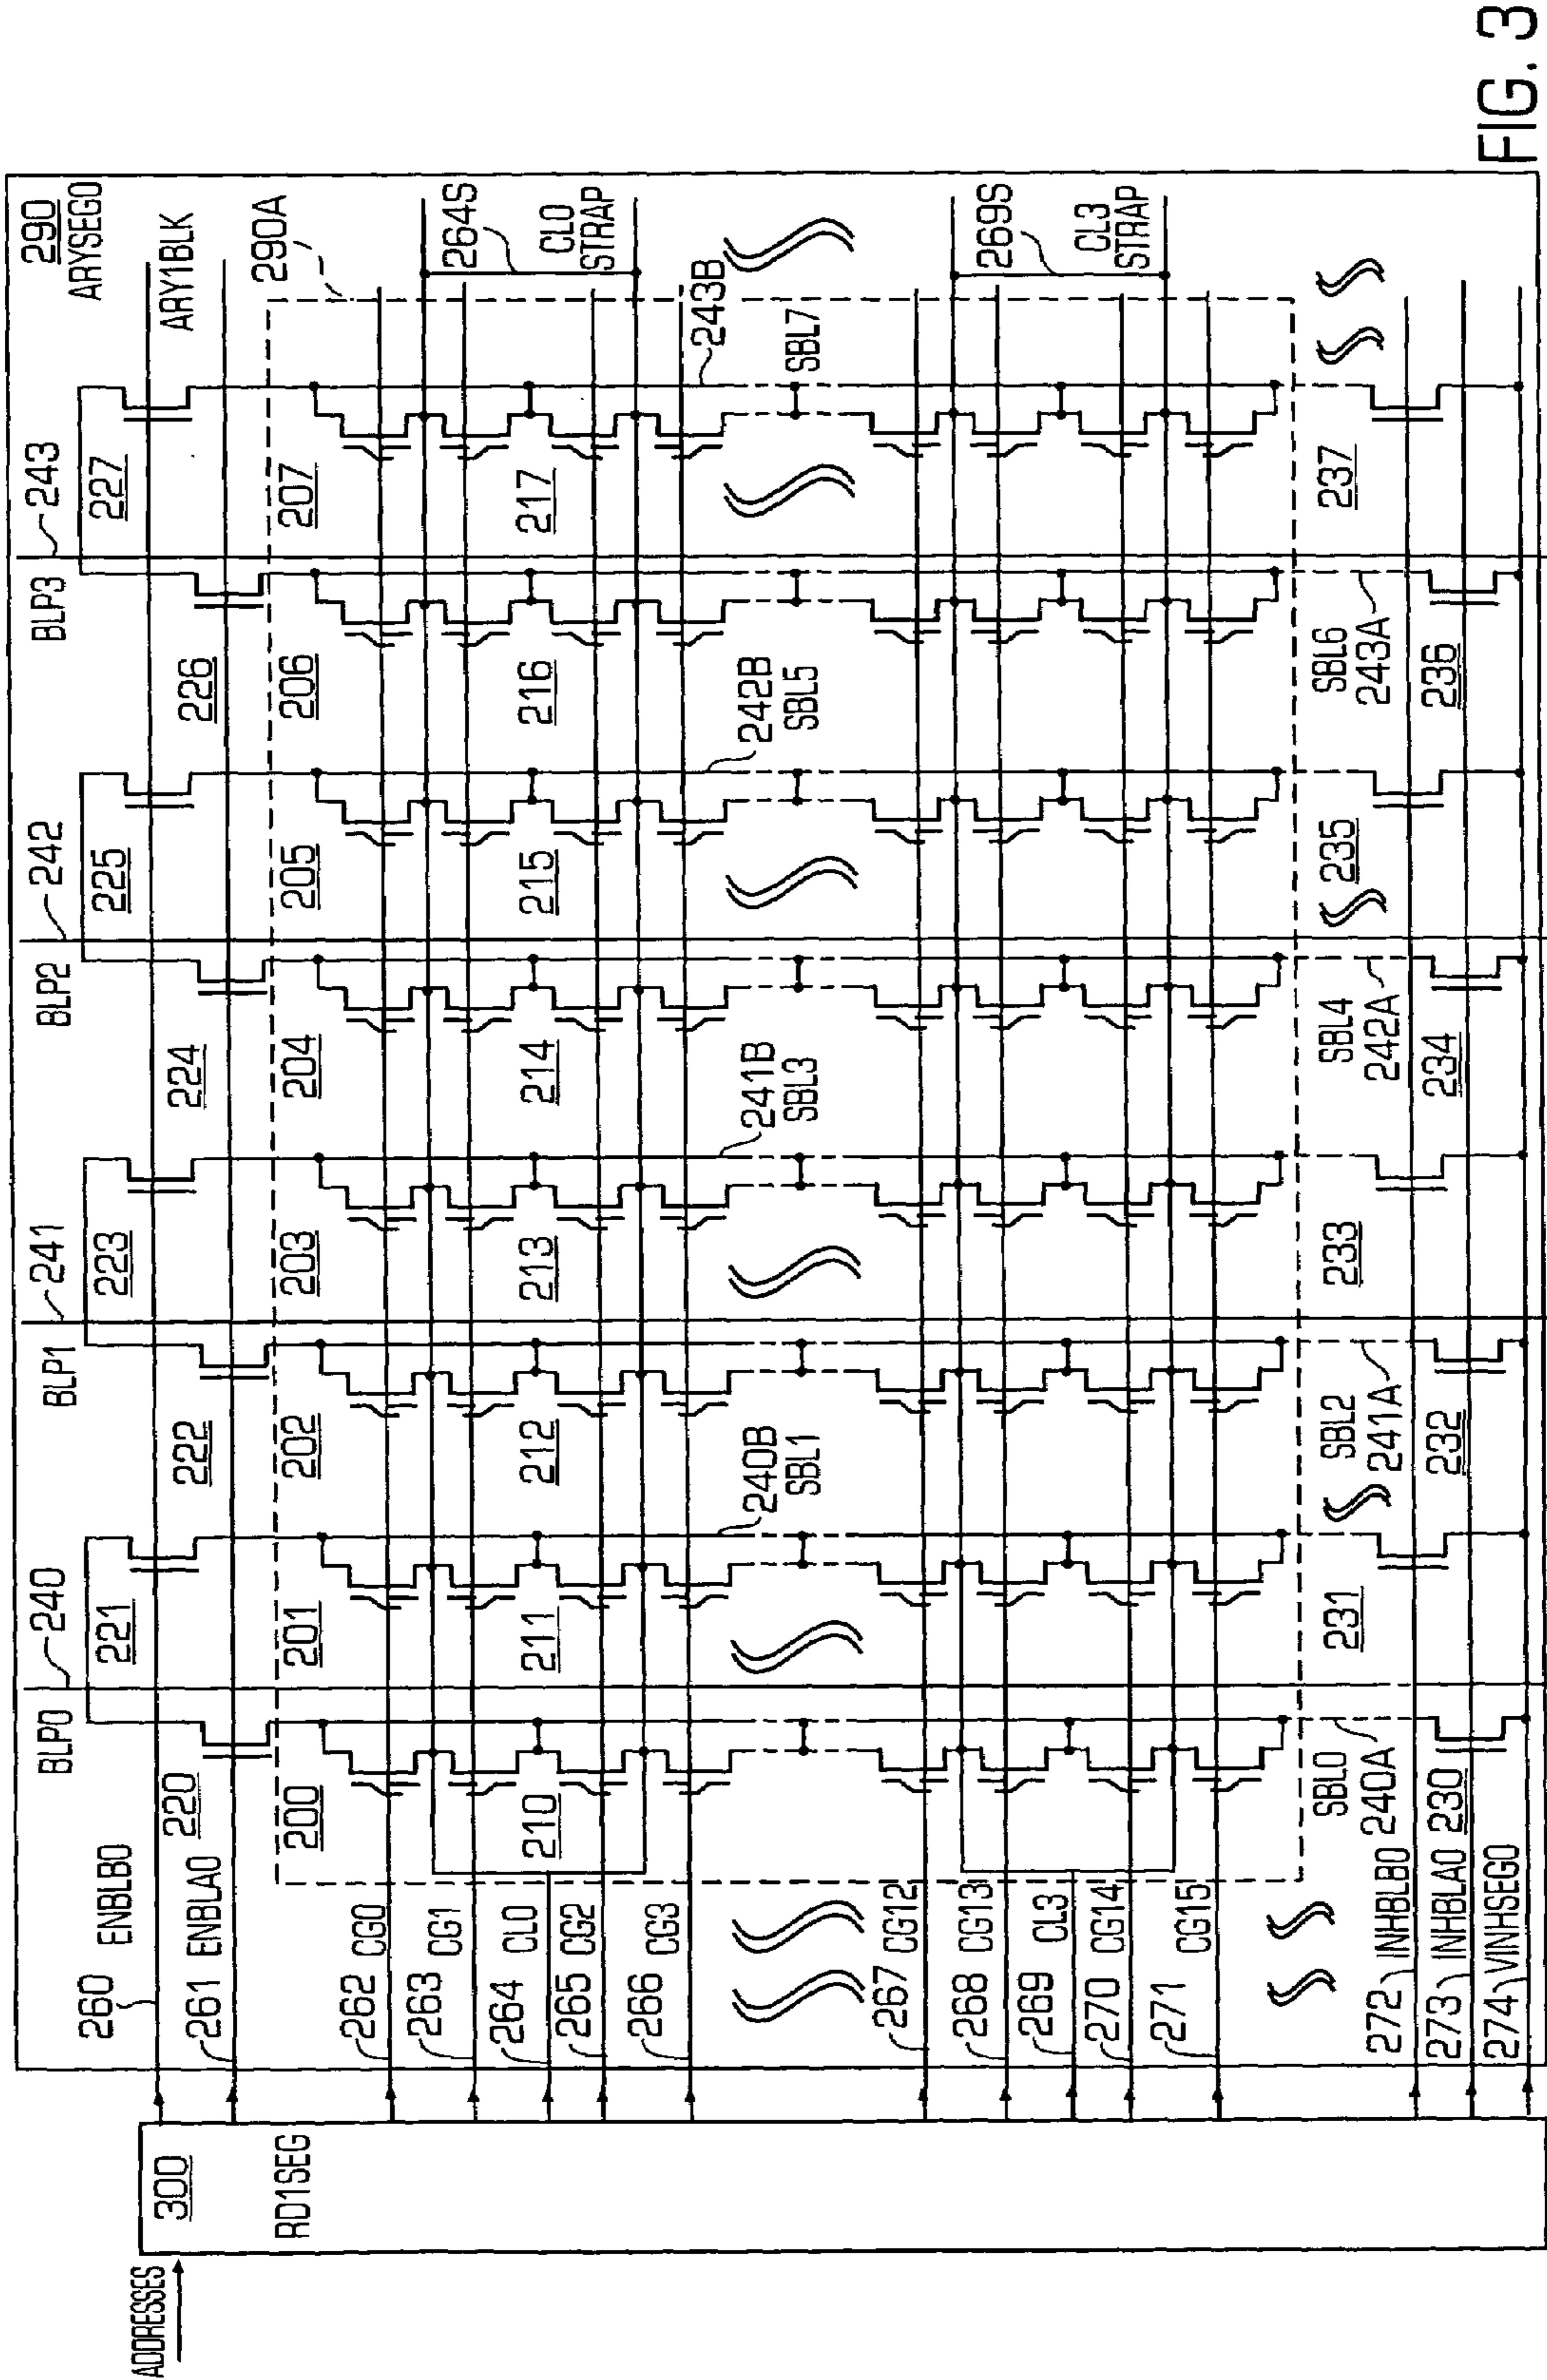 BLP0 240 BLP1 241 BLP2 242 BLP3 243
290
ARYSEG0
260 ENBLB0
221 223 225 227
ADDRESSES
300
220 222 224 226
ARY1BLK
261 ENBLA0
290A
RD1SEG
200 201 202 203 204 205 206 207
262 CG0
263 CG1
264S
264 CL0
210 211 212 213 214 215 216 217
CL0
STRAP
265 CG2
266 CG3
243B
240B 241B 242B
SBL1 SBL3 SBL5 SBL7
267 CG12
268 CG13
269S
269 CL3
CL3
STRAP
270 CG14
271 CG15
SBL0 231 SBL2 233 SBL4 235 SBL6 237
240A 241A 242A 243A
272 INHBLB0
273 INHBLA0 230 232 234 236
274 VINHSEG0
FIG. 3